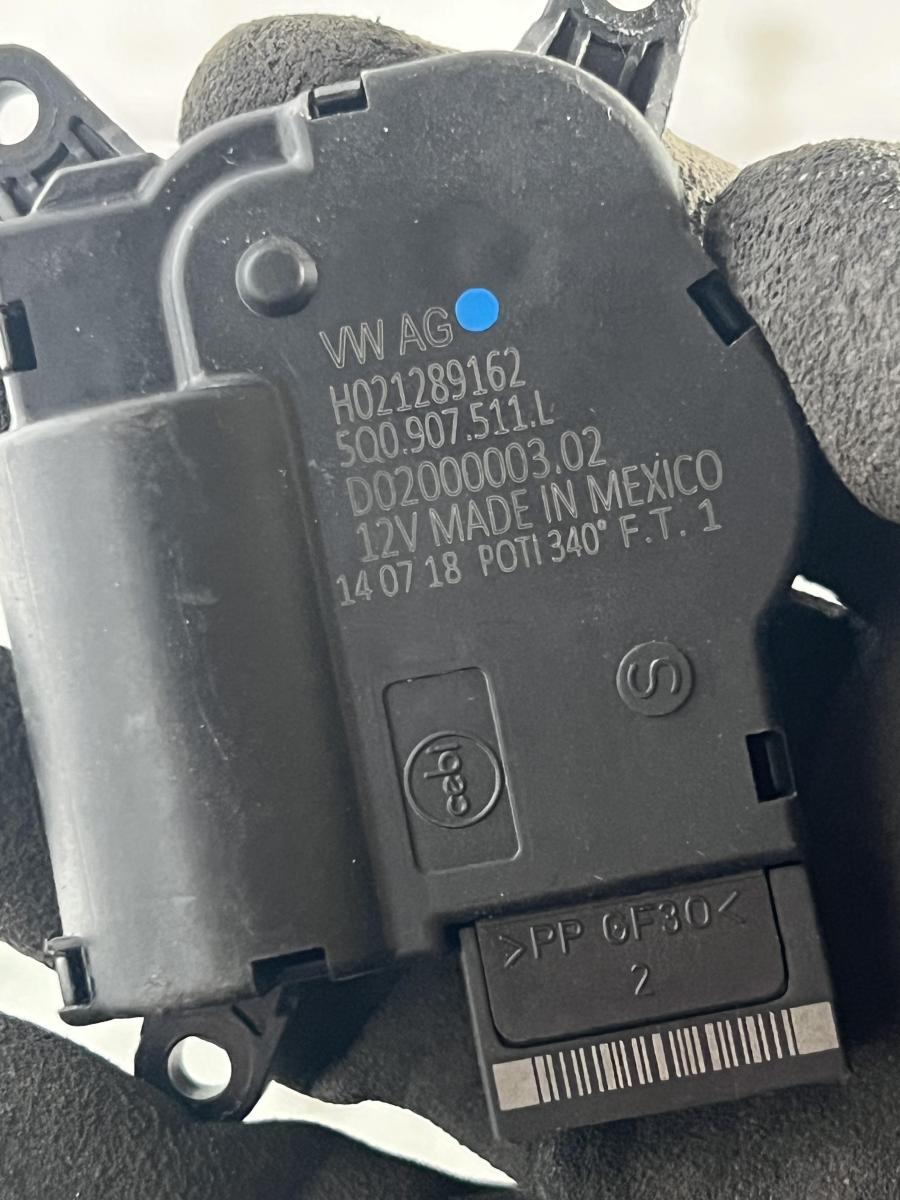 VW AG
H021289162
5Q0.907.511.L
D02000003.02
12V MADE IN MEXICO
14 07 18 POTI 340° F.T. 1
S
cebi
>PP GF30<
2